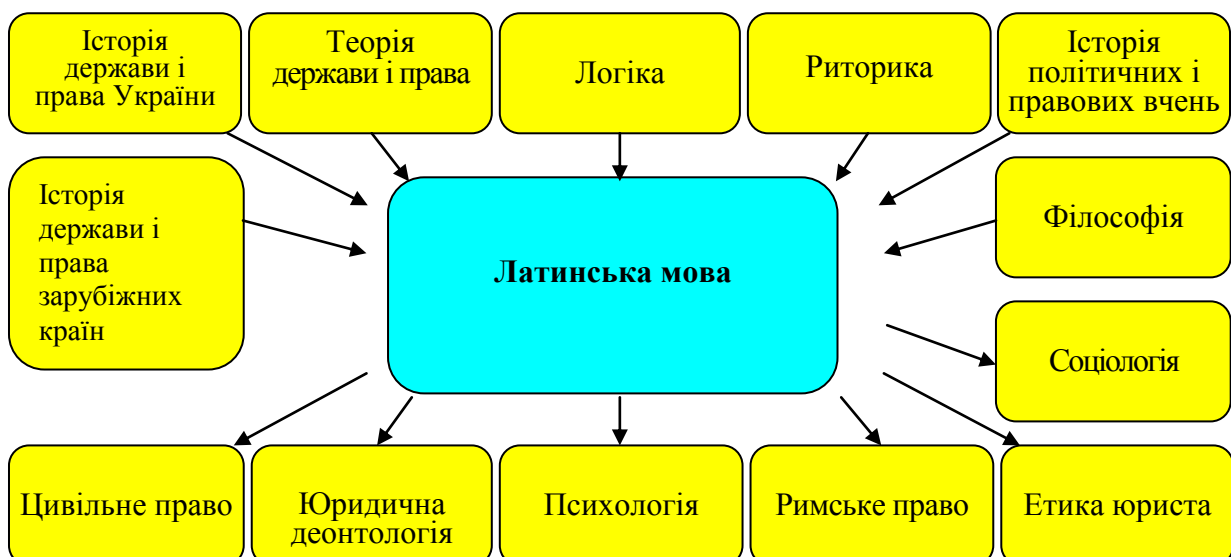 Історія
держави і
права України
Теорія
держави і права
Логіка
Риторика
Історія
політичних і
правових вчень
Історія
держави і
права
зарубіжних
країн
Латинська мова
Філософія
Соціологія
Цивільне право
Юридична
деонтологія
Психологія
Римське право
Етика юриста